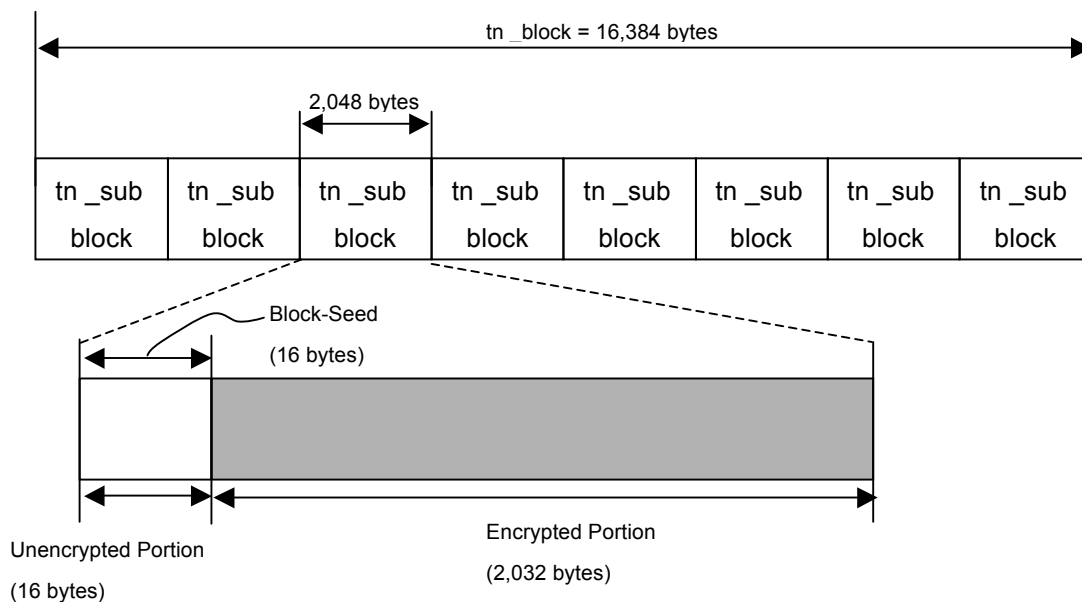 tn _block = 16,384 bytes
2,048 bytes
tn _sub
block
tn _sub
block
tn _sub
block
tn _sub
block
tn _sub
block
tn _sub
block
tn _sub
block
tn _sub
block
Block-Seed
(16 bytes)
Unencrypted Portion
(16 bytes)
Encrypted Portion
(2,032 bytes)